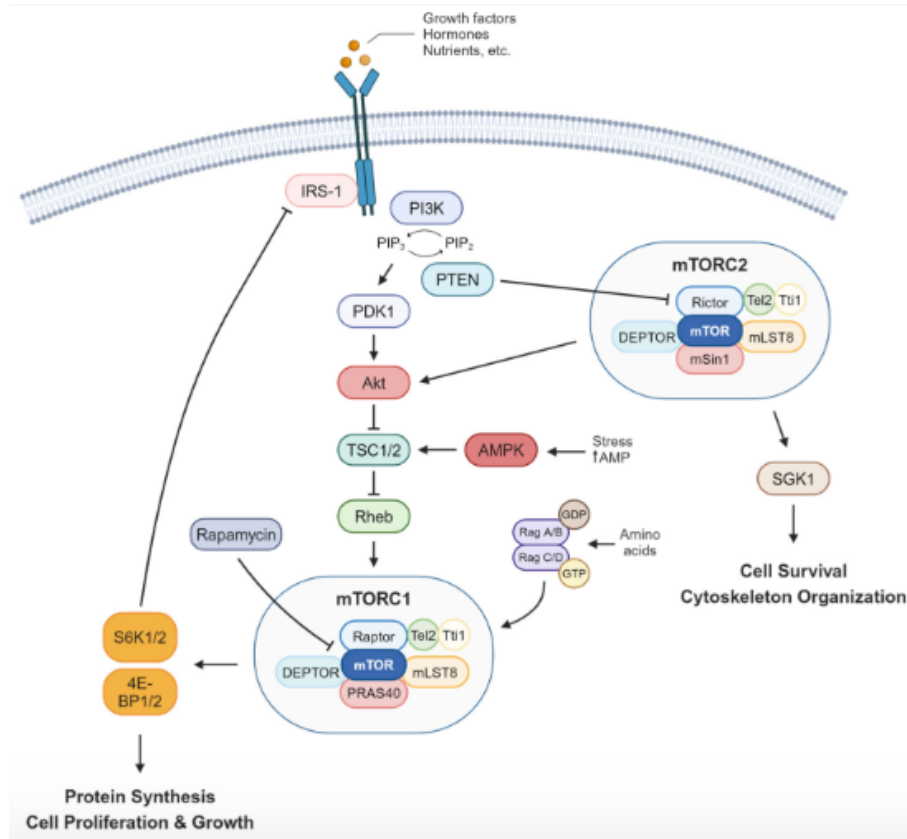 Growth factors
Hormones
Nutrients, etc.
IRS-1
PI3K
PIP3
PIP2
PTEN
PDK1
Akt
TSC1/2
AMPK
Stress
↑AMP
Rheb
Rapamycin
mTORC2
Rictor
Tel2
Tti1
DEPTOR
mTOR
mLST8
mSin1
SGK1
Cell Survival
Cytoskeleton Organization
GDP
Rag A/B
Rag C/D
GTP
Amino
acids
mTORC1
Raptor
Tel2
Tti1
DEPTOR
mTOR
mLST8
PRAS40
S6K1/2
4E-
BP1/2
Protein Synthesis
Cell Proliferation & Growth